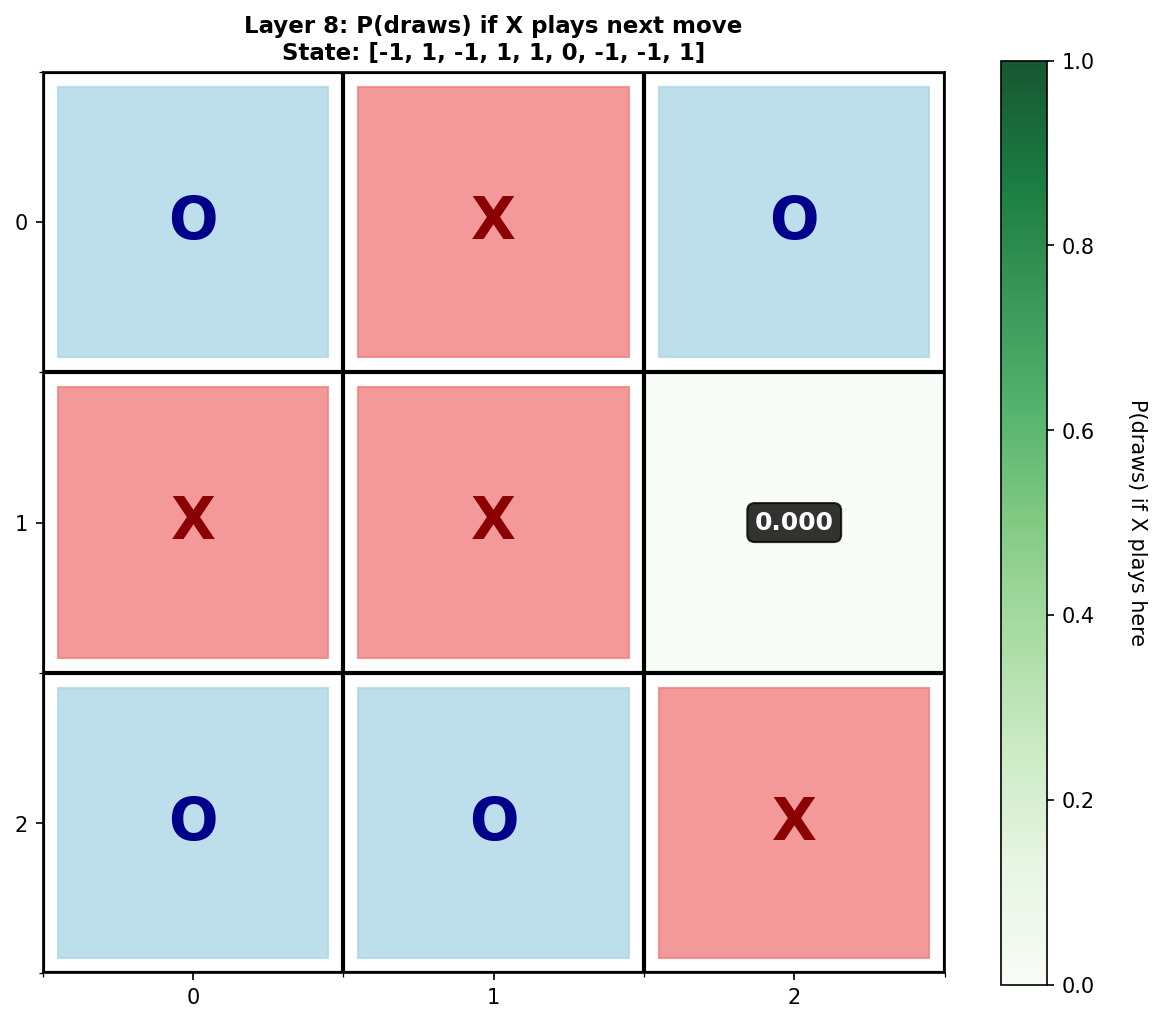 Layer 8: P(draws) if X plays next move
State: [-1, 1, -1, 1, 1, 0, -1, -1, 1]
0
O
X
O
1
X
X
0.000
2
O
O
X
0
1
2
1.0
0.8
0.6
0.4
0.2
0.0
P(draws) if X plays here